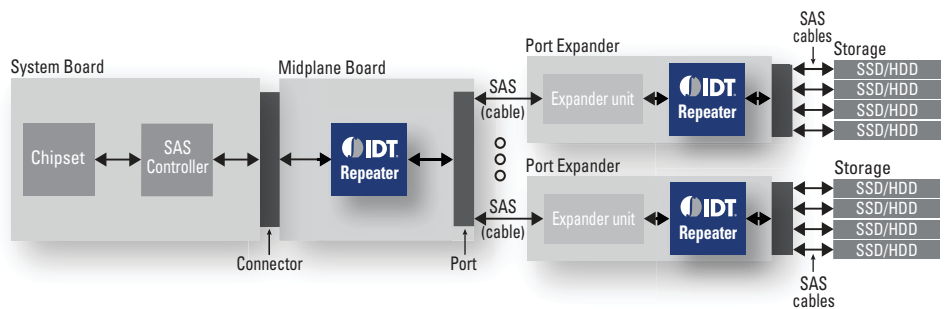 System Board
Chipset
SAS
Controller
Connector
Midplane Board
IDT
Repeater
Port
SAS
(cable)
SAS
(cable)
Port Expander
Expander unit
IDT
Repeater
SAS
cables
Storage
SSD/HDD
SSD/HDD
SSD/HDD
SSD/HDD
Port Expander
Expander unit
IDT
Repeater
Storage
SSD/HDD
SSD/HDD
SSD/HDD
SSD/HDD
SAS
cables